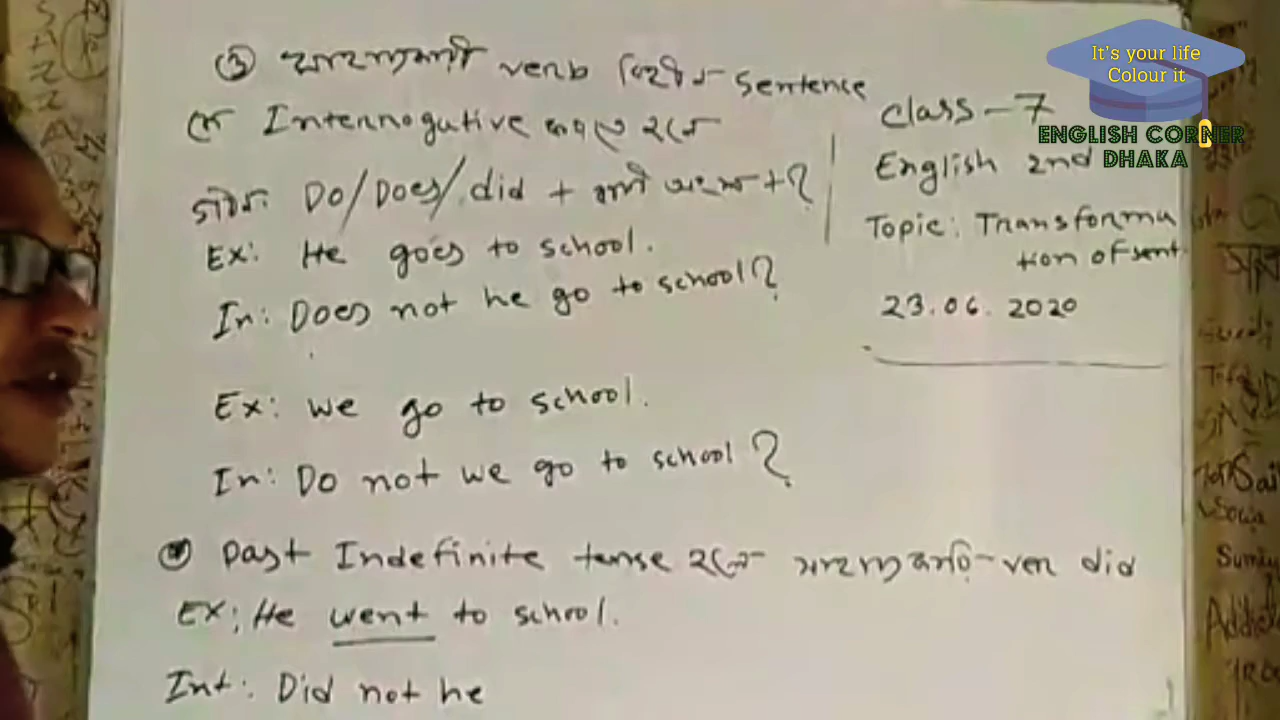 ③ সাহায্যকারী verb বিহীন sentence
কে Interrogative করতে হলে
গঠন: Do/Does/did + কর্তা +?
Ex: He goes to school.
In: Does not he go to school?
Ex: We go to school.
In: Do not we go to school?
Past Indefinite tense হলে সাহায্যকারি-ver did
EX: He went to school.
Int: Did not he
class-7
English 2nd
Topic: Transforma
tion of sent
23.06.2020
It's your life
Colour it
ENGLISH CORNER
DHAKA